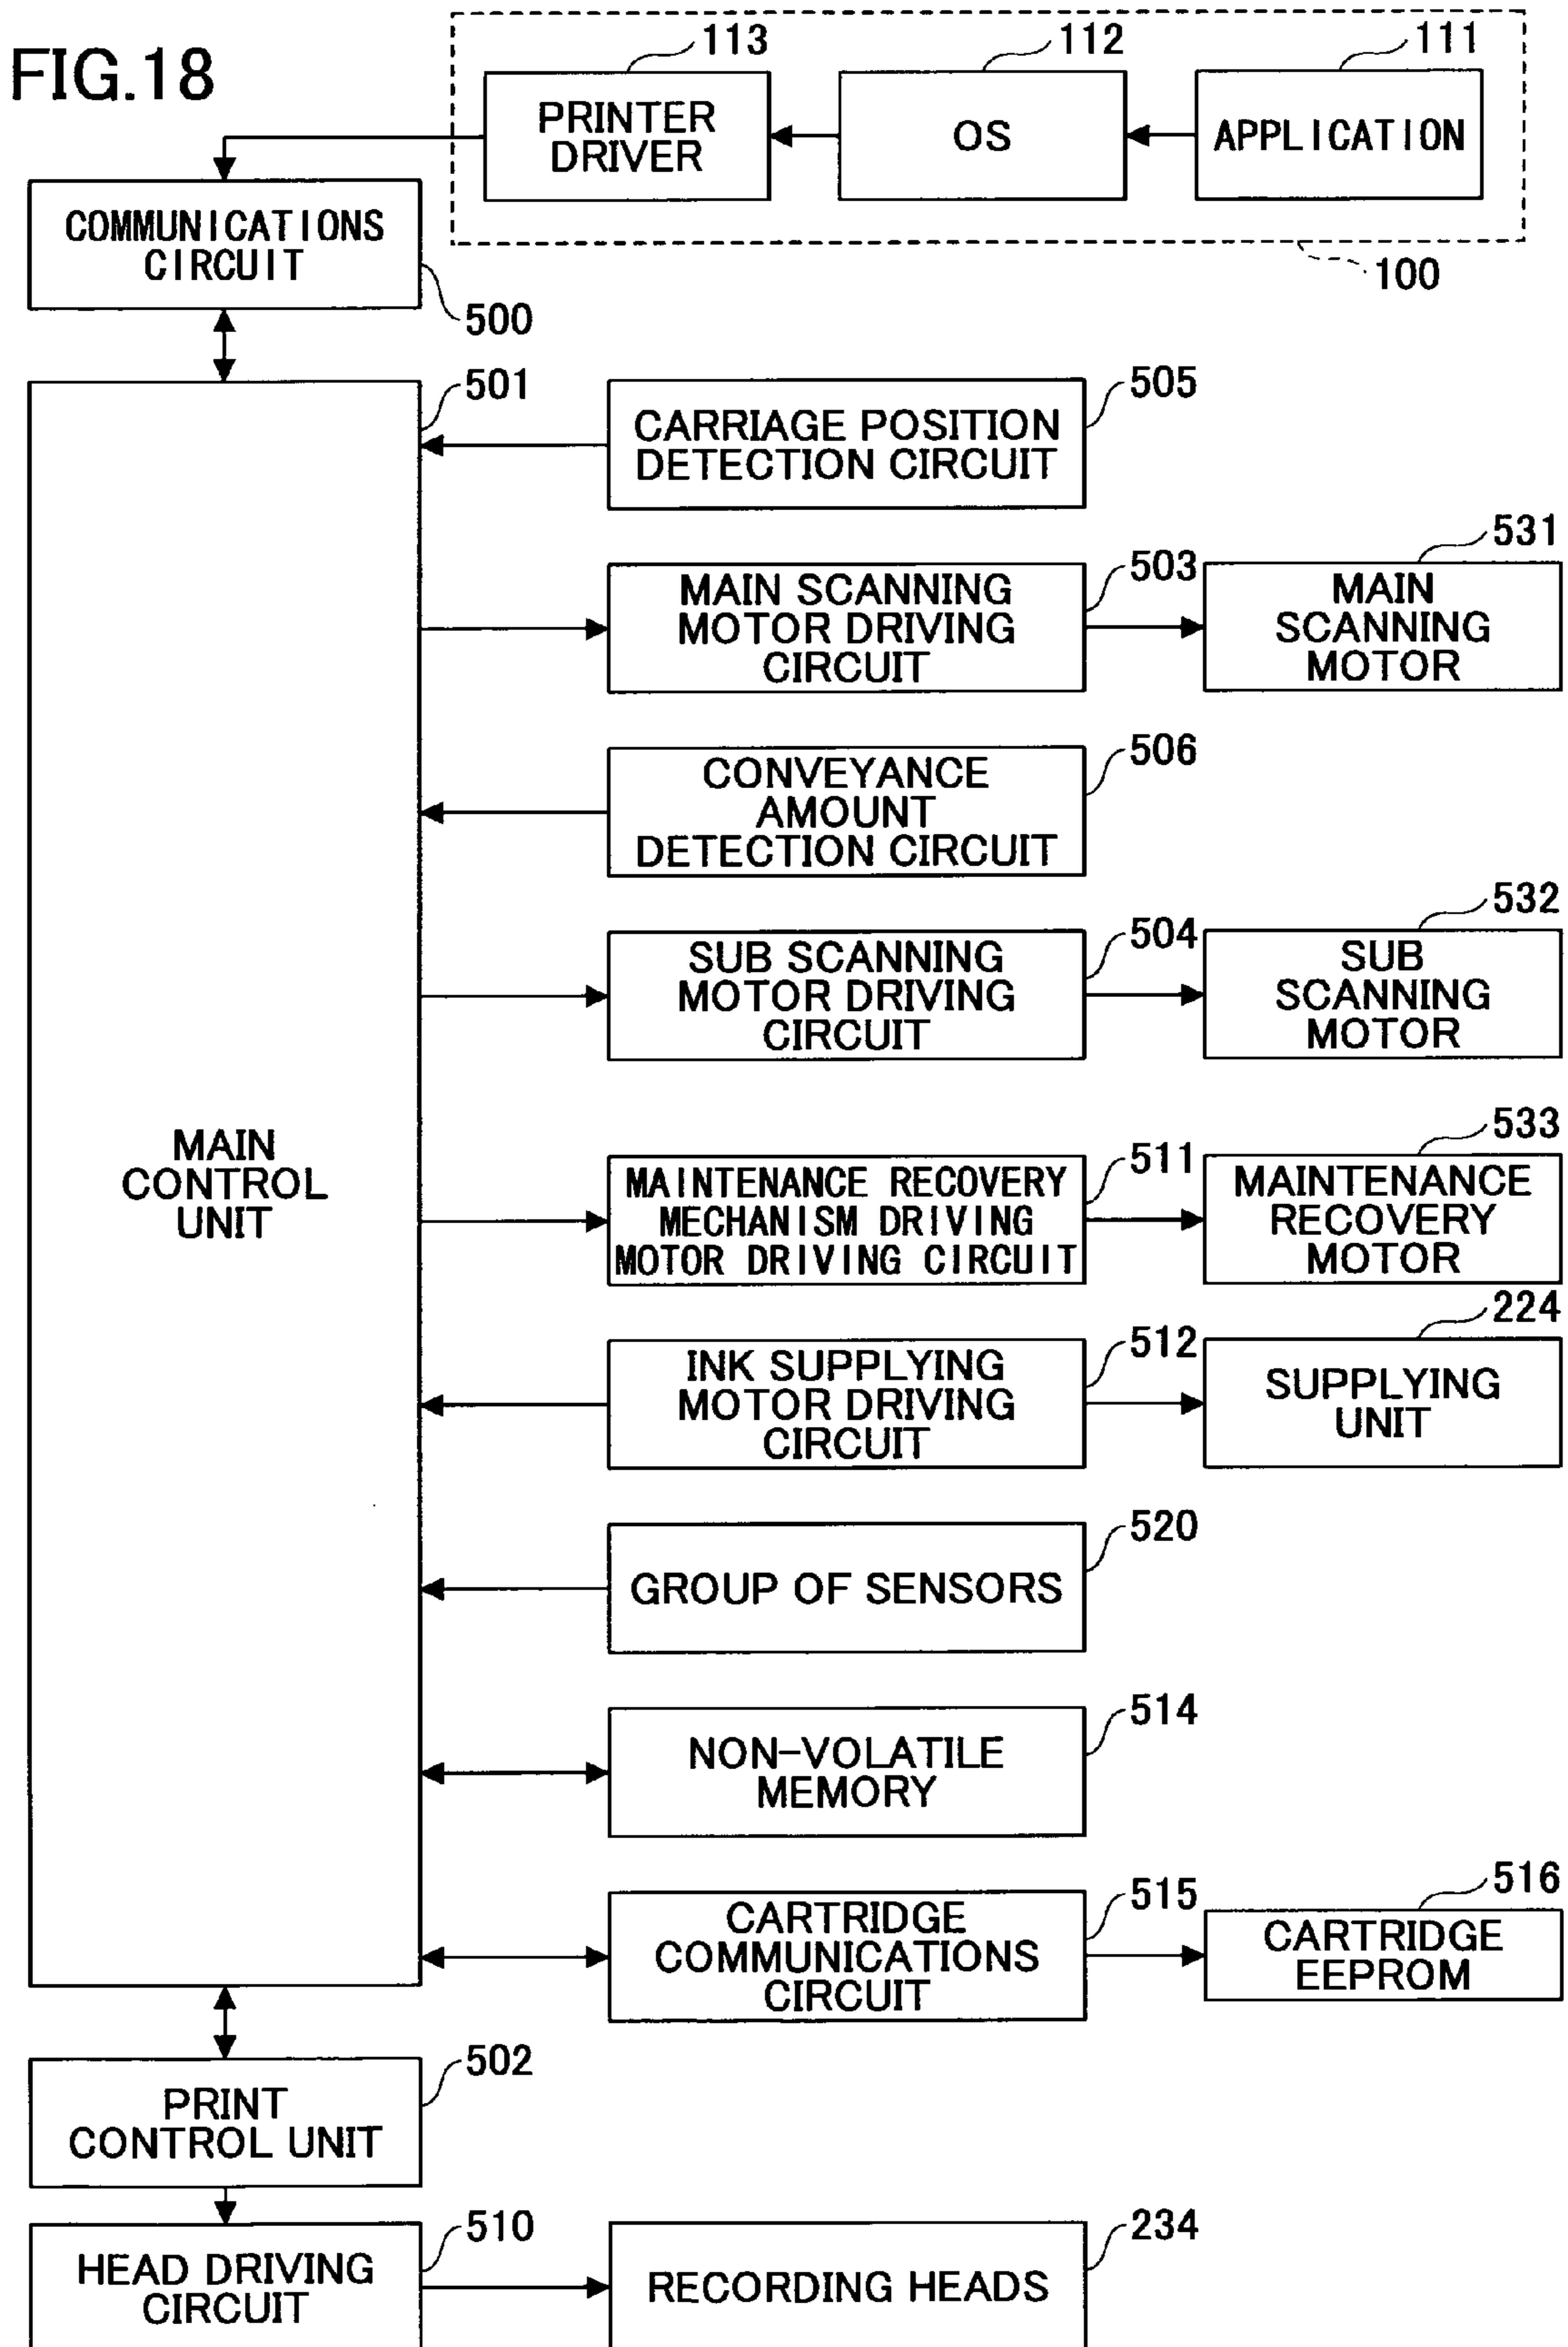 FIG.18
113
112
111
PRINTER
DRIVER
OS
APPLICATION
100
COMMUNICATIONS
CIRCUIT
500
501
MAIN
CONTROL
UNIT
505
CARRIAGE POSITION
DETECTION CIRCUIT
503
MAIN SCANNING
MOTOR DRIVING
CIRCUIT
531
MAIN
SCANNING
MOTOR
506
CONVEYANCE
AMOUNT
DETECTION CIRCUIT
504
SUB SCANNING
MOTOR DRIVING
CIRCUIT
532
SUB
SCANNING
MOTOR
511
MAINTENANCE RECOVERY
MECHANISM DRIVING
MOTOR DRIVING CIRCUIT
533
MAINTENANCE
RECOVERY
MOTOR
512
INK SUPPLYING
MOTOR DRIVING
CIRCUIT
224
SUPPLYING
UNIT
520
GROUP OF SENSORS
514
NON-VOLATILE
MEMORY
515
CARTRIDGE
COMMUNICATIONS
CIRCUIT
516
CARTRIDGE
EEPROM
502
PRINT
CONTROL UNIT
510
HEAD DRIVING
CIRCUIT
234
RECORDING HEADS